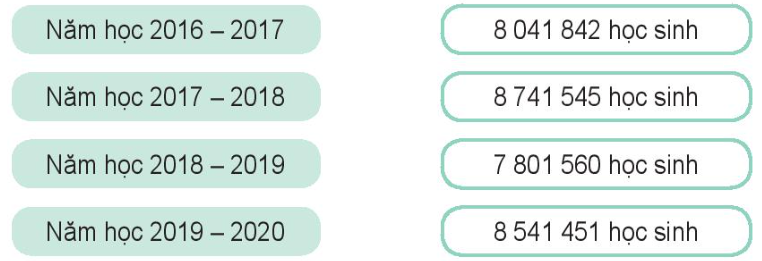 Năm học 2016 – 2017 8 041 842 học sinh
Năm học 2017 – 2018 8 741 545 học sinh
Năm học 2018 – 2019 7 801 560 học sinh
Năm học 2019 – 2020 8 541 451 học sinh